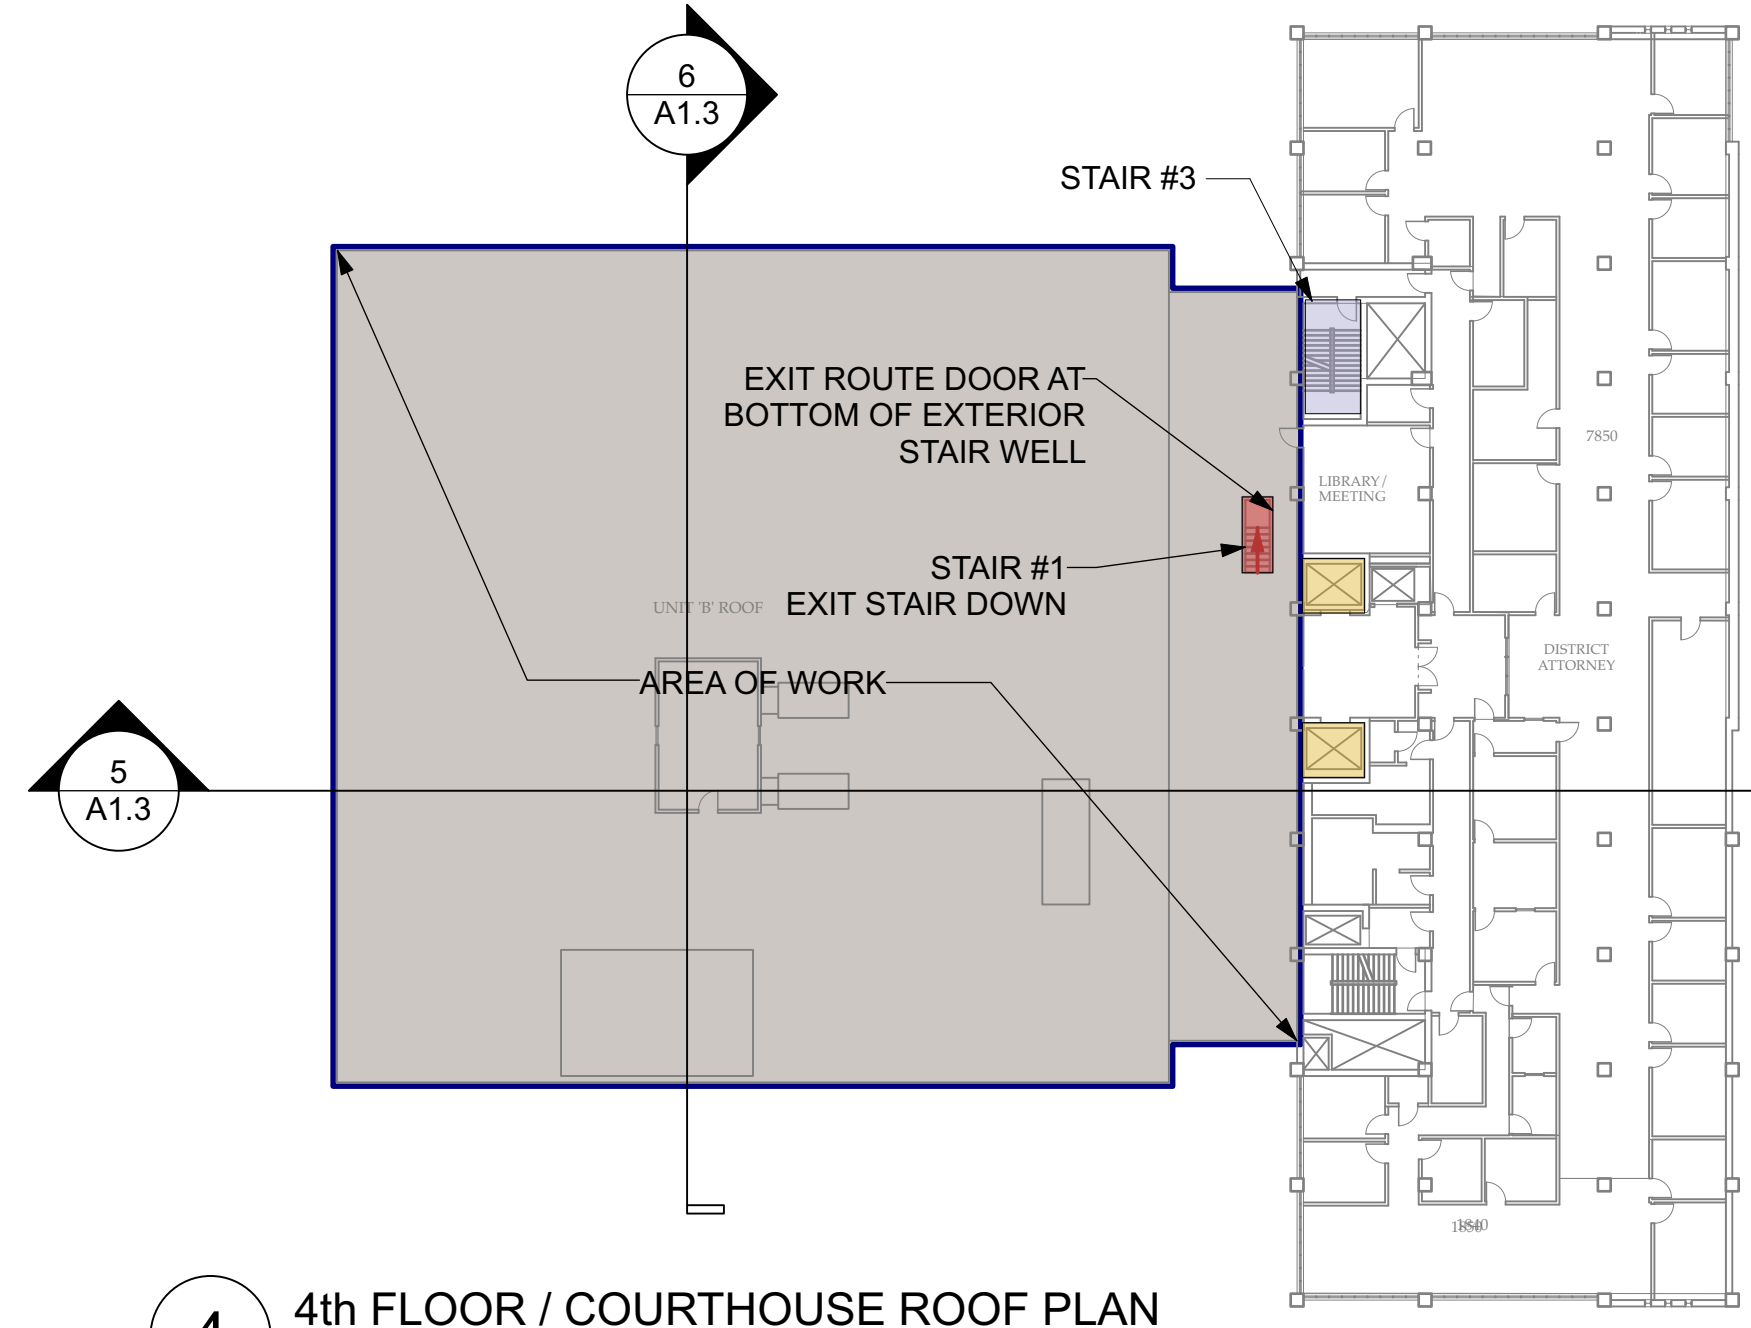 6
A1.3
STAIR #3
EXIT ROUTE DOOR AT
BOTTOM OF EXTERIOR
STAIR WELL
7850
LIBRARY/
MEETING
STAIR #1
EXIT STAIR DOWN
UNIT 'B' ROOF
DISTRICT
ATTORNEY
AREA OF WORK
5
A1.3
1840
4
4th FLOOR / COURTHOUSE ROOF PLAN